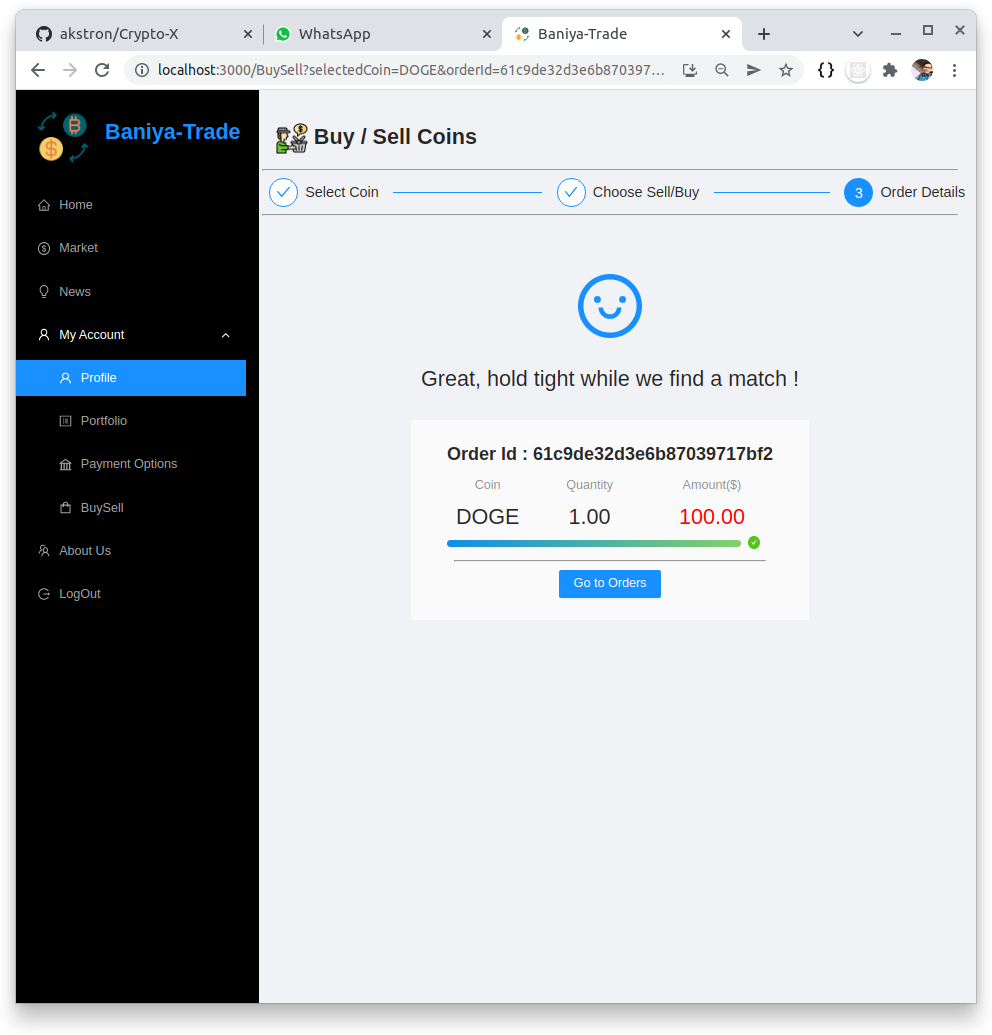 akstron/Crypto-X
WhatsApp
Baniya-Trade
localhost:3000/BuySell?selectedCoin=DOGE&orderId=61c9de32d3e6b870397...
Baniya-Trade
Home
Market
News
My Account
Profile
Portfolio
Payment Options
BuySell
About Us
LogOut
Buy / Sell Coins
Select Coin
Choose Sell/Buy
3 Order Details
Great, hold tight while we find a match !
Order Id : 61c9de32d3e6b87039717bf2
Coin Quantity Amount($)
DOGE 1.00 100.00
Go to Orders